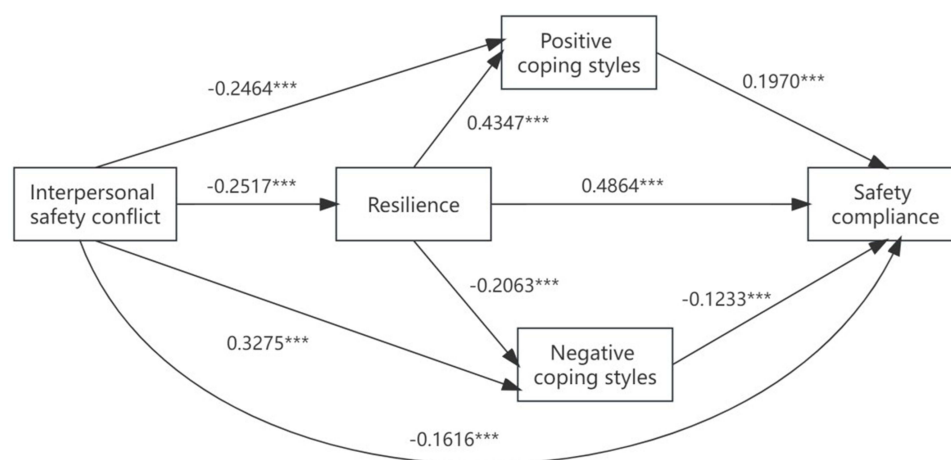 Positive
coping styles
-0.2464***
0.1970***
0.4347***
Interpersonal
safety conflict
-0.2517***
Resilience
0.4864***
Safety
compliance
-0.2063***
-0.1233***
0.3275***
Negative
coping styles
-0.1616***